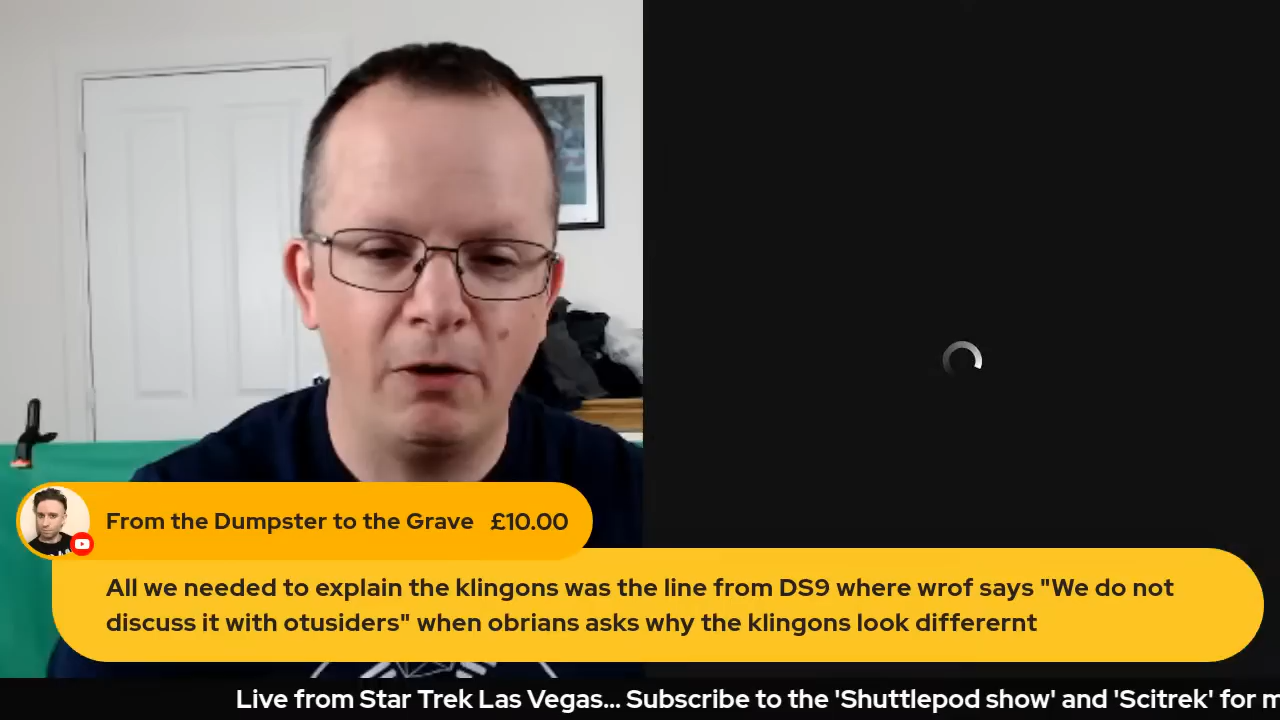 From the Dumpster to the Grave £10.00
All we needed to explain the klingons was the line from DS9 where wrof says "We do not
discuss it with otusiders" when obrians asks why the klingons look differernt
Live from Star Trek Las Vegas... Subscribe to the 'Shuttlepod show' and 'Scitrek' for m